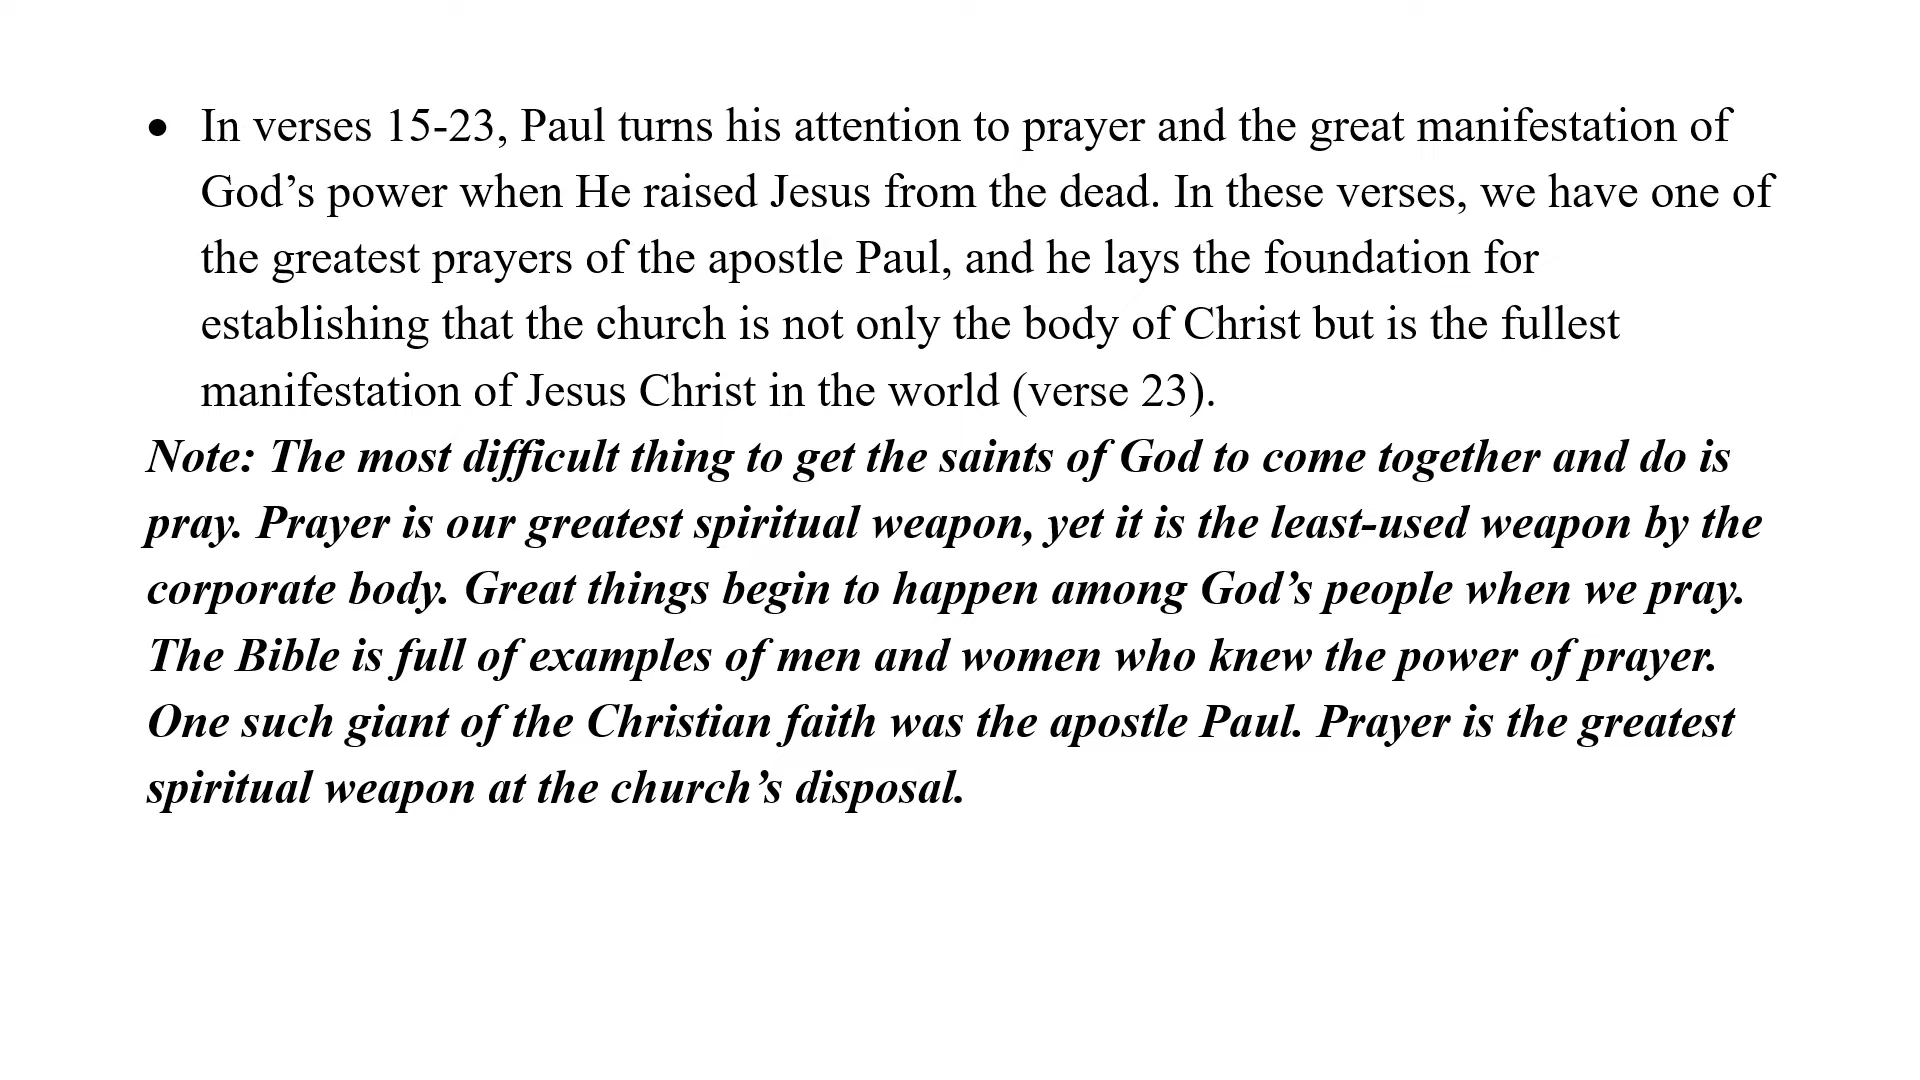 • In verses 15-23, Paul turns his attention to prayer and the great manifestation of
God’s power when He raised Jesus from the dead. In these verses, we have one of
the greatest prayers of the apostle Paul, and he lays the foundation for
establishing that the church is not only the body of Christ but is the fullest
manifestation of Jesus Christ in the world (verse 23).
Note: The most difficult thing to get the saints of God to come together and do is
pray. Prayer is our greatest spiritual weapon, yet it is the least-used weapon by the
corporate body. Great things begin to happen among God’s people when we pray.
The Bible is full of examples of men and women who knew the power of prayer.
One such giant of the Christian faith was the apostle Paul. Prayer is the greatest
spiritual weapon at the church’s disposal.